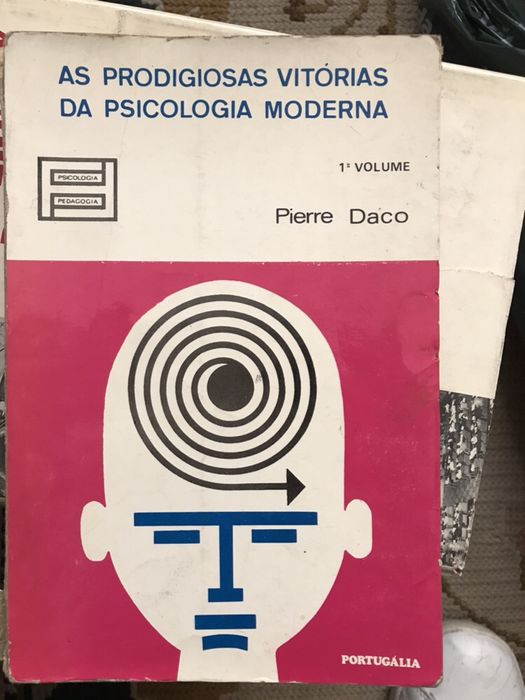 AS PRODIGIOSAS VITÓRIAS
DA PSICOLOGIA MODERNA
1º VOLUME
PSICOLOGIA
PEDAGOGIA
Pierre Daco
PORTUGÁLIA